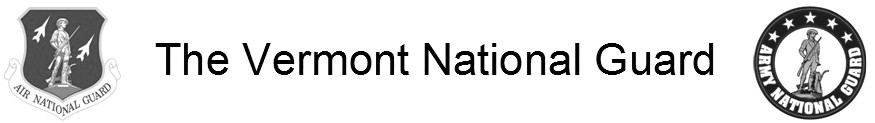 AIR NATIONAL GUARD
The Vermont National Guard
ARMY NATIONAL GUARD